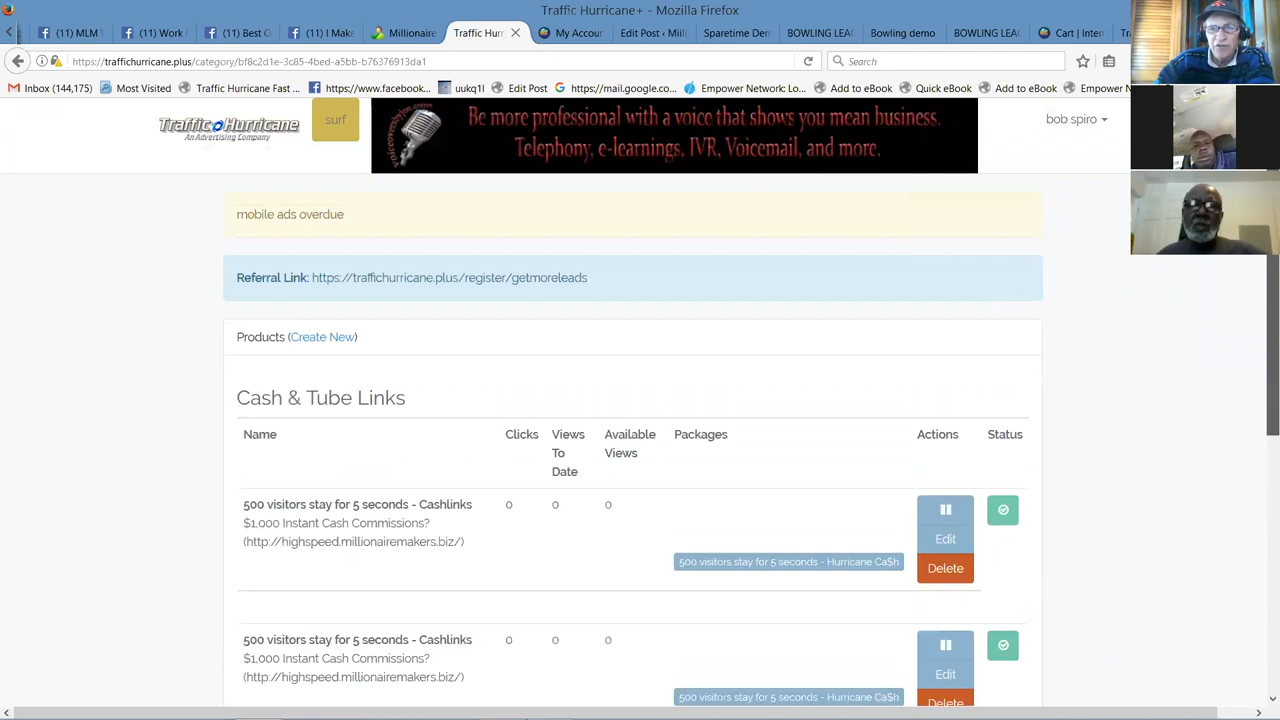 Traffic Hurricane+ - Mozilla Firefox
(11) MLM
(11) Work
(11) Best O
(11) I Make
Millionaire
Traffic Hurr
My Accour
Edit Post ‹ Mill
Sparetime Dem
BOWLING LEAG
Bowling demo
BOWLING LEAG
Cart | Intern
https://traffichurricane.plus/category/bf8c2d1e-3c85-4bed-a5bb-b76376913da1
Search
Inbox (144,175)
Most Visited
Traffic Hurricane Fast ...
https://www.facebook...
uukq1l
Edit Post
https://mail.google.co...
Empower Network: Lo...
Add to eBook
Quick eBook
Add to eBook
Empower N
Traffic Hurricane
An Advertising Company
surf
Be more professional with a voice that shows you mean business.
Telephony, e-learnings, IVR, Voicemail, and more.
bob spiro
mobile ads overdue
Referral Link: https://traffichurricane.plus/register/getmoreleads
Products (Create New)
Cash & Tube Links
Name
Clicks
Views
To
Date
Available
Views
Packages
Actions
Status
500 visitors stay for 5 seconds - Cashlinks
$1,000 Instant Cash Commissions?
(http://highspeed.millionairemakers.biz/)
0
0
0
500 visitors stay for 5 seconds - Hurricane Ca$h
Edit
Delete
500 visitors stay for 5 seconds - Cashlinks
$1,000 Instant Cash Commissions?
(http://highspeed.millionairemakers.biz/)
0
0
0
500 visitors stay for 5 seconds - Hurricane Ca$h
Edit
Delete